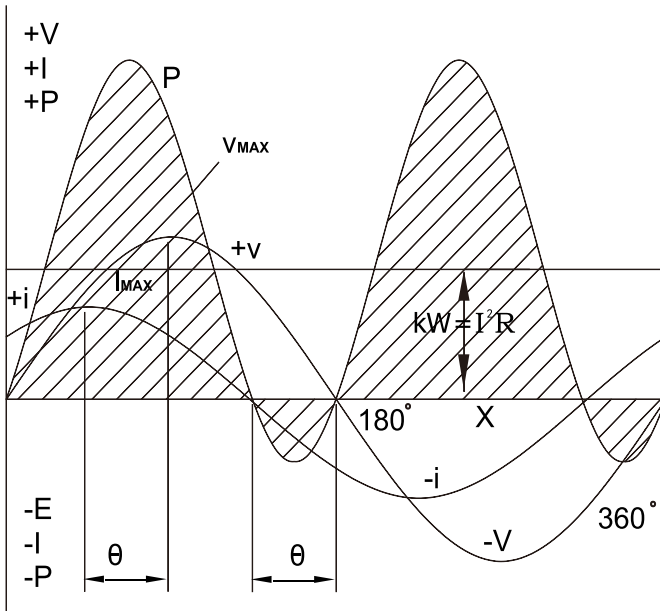 +V
+I
+P
P
VMAX
+v
IMAX
+i
kW = I²R
180°
X
-i
360°
-V
-E
-I
-P
θ
θ